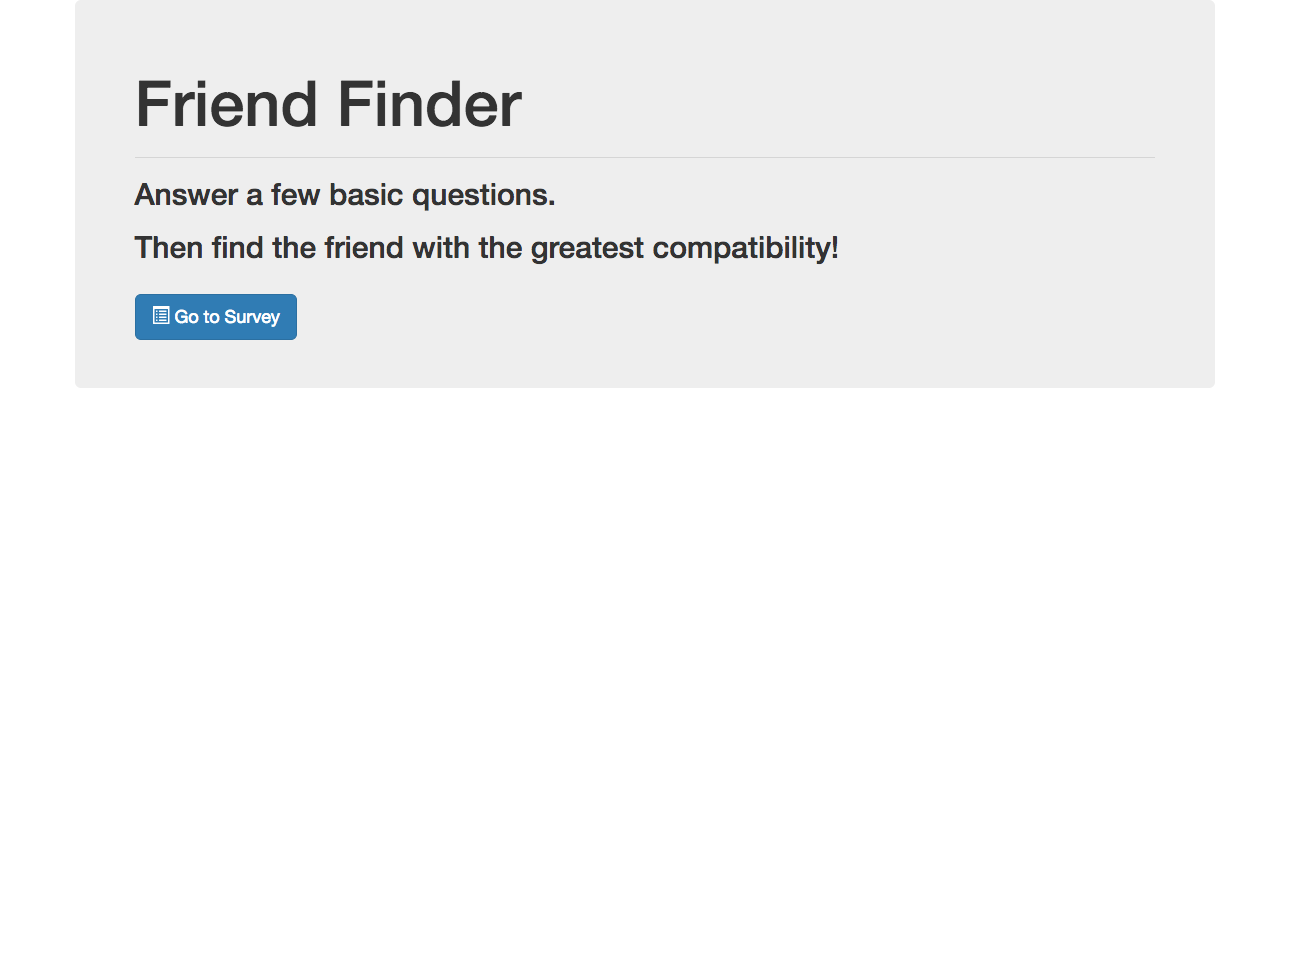 Friend Finder
Answer a few basic questions.
Then find the friend with the greatest compatibility!
Go to Survey